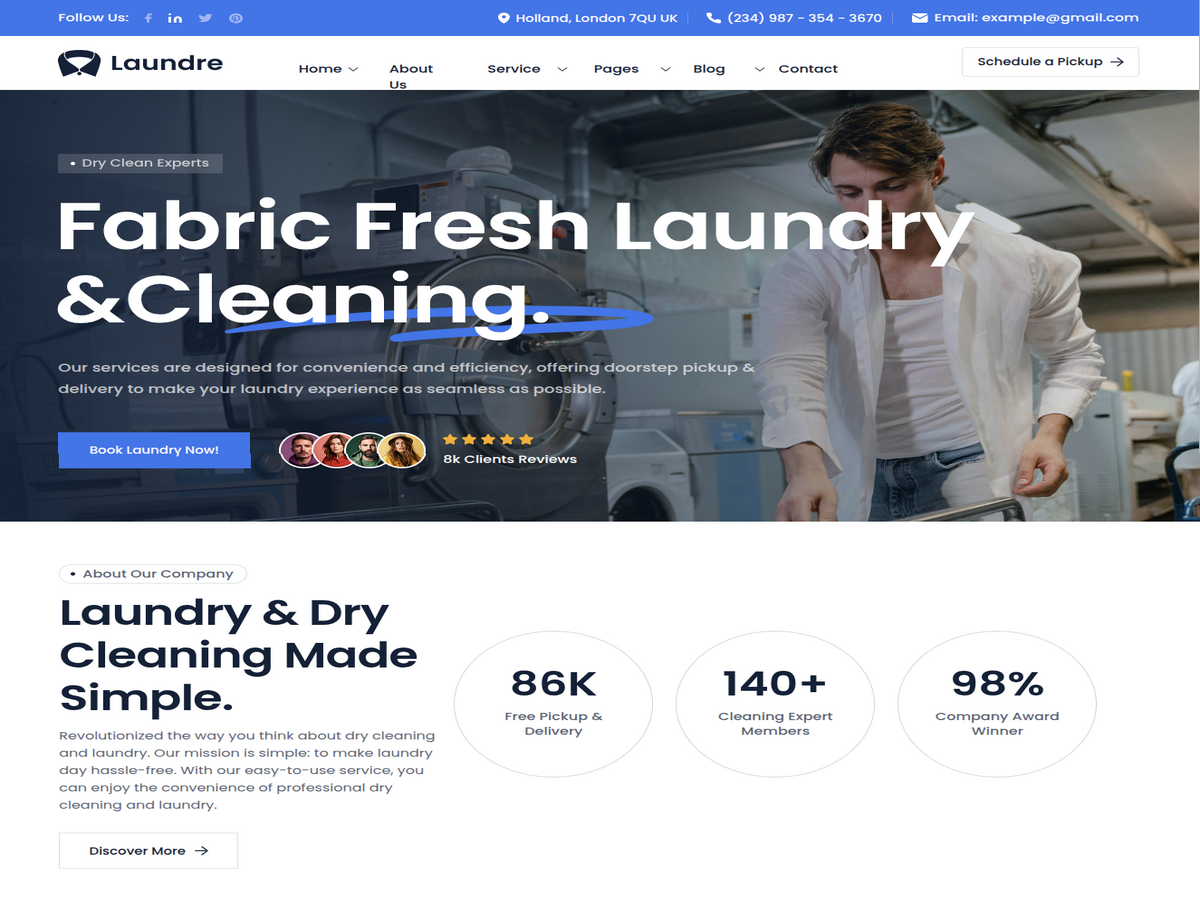 Follow Us:
Holland, London 7QU UK
(234) 987 - 354 - 3670
Email: example@gmail.com
Laundre
Home
About
Us
Service
Pages
Blog
Contact
Schedule a Pickup
Dry Clean Experts
Fabric Fresh Laundry
&Cleaning.
Our services are designed for convenience and efficiency, offering doorstep pickup &
delivery to make your laundry experience as seamless as possible.
Book Laundry Now!
8k Clients Reviews
About Our Company
Laundry & Dry
Cleaning Made
Simple.
Revolutionized the way you think about dry cleaning
and laundry. Our mission is simple: to make laundry
day hassle-free. With our easy-to-use service, you
can enjoy the convenience of professional dry
cleaning and laundry.
Discover More
86K
Free Pickup &
Delivery
140+
Cleaning Expert
Members
98%
Company Award
Winner